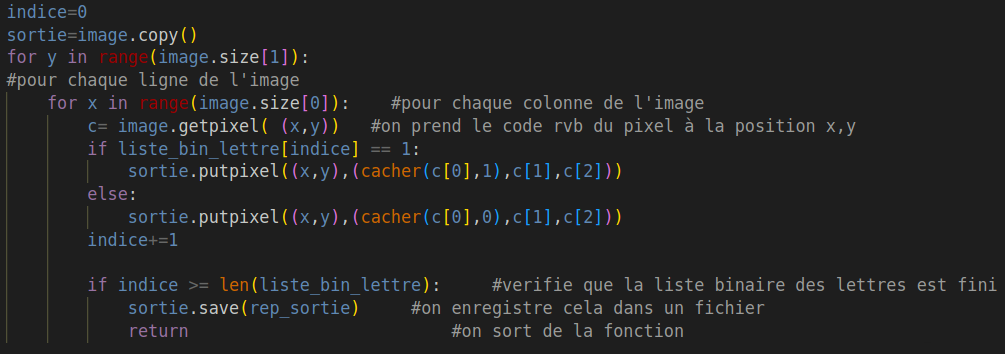 indice=0
sortie=image.copy()
for y in range(image.size[1]):
#pour chaque ligne de l'image
    for x in range(image.size[0]):    #pour chaque colonne de l'image
        c= image.getpixel( (x,y))   #on prend le code rvb du pixel à la position x,y
        if liste_bin_lettre[indice] == 1:
            sortie.putpixel((x,y),(cacher(c[0],1),c[1],c[2]))
        else:
            sortie.putpixel((x,y),(cacher(c[0],0),c[1],c[2]))
        indice+=1

        if indice >= len(liste_bin_lettre):     #verifie que la liste binaire des lettres est fini
            sortie.save(rep_sortie)     #on enregistre cela dans un fichier
            return                          #on sort de la fonction